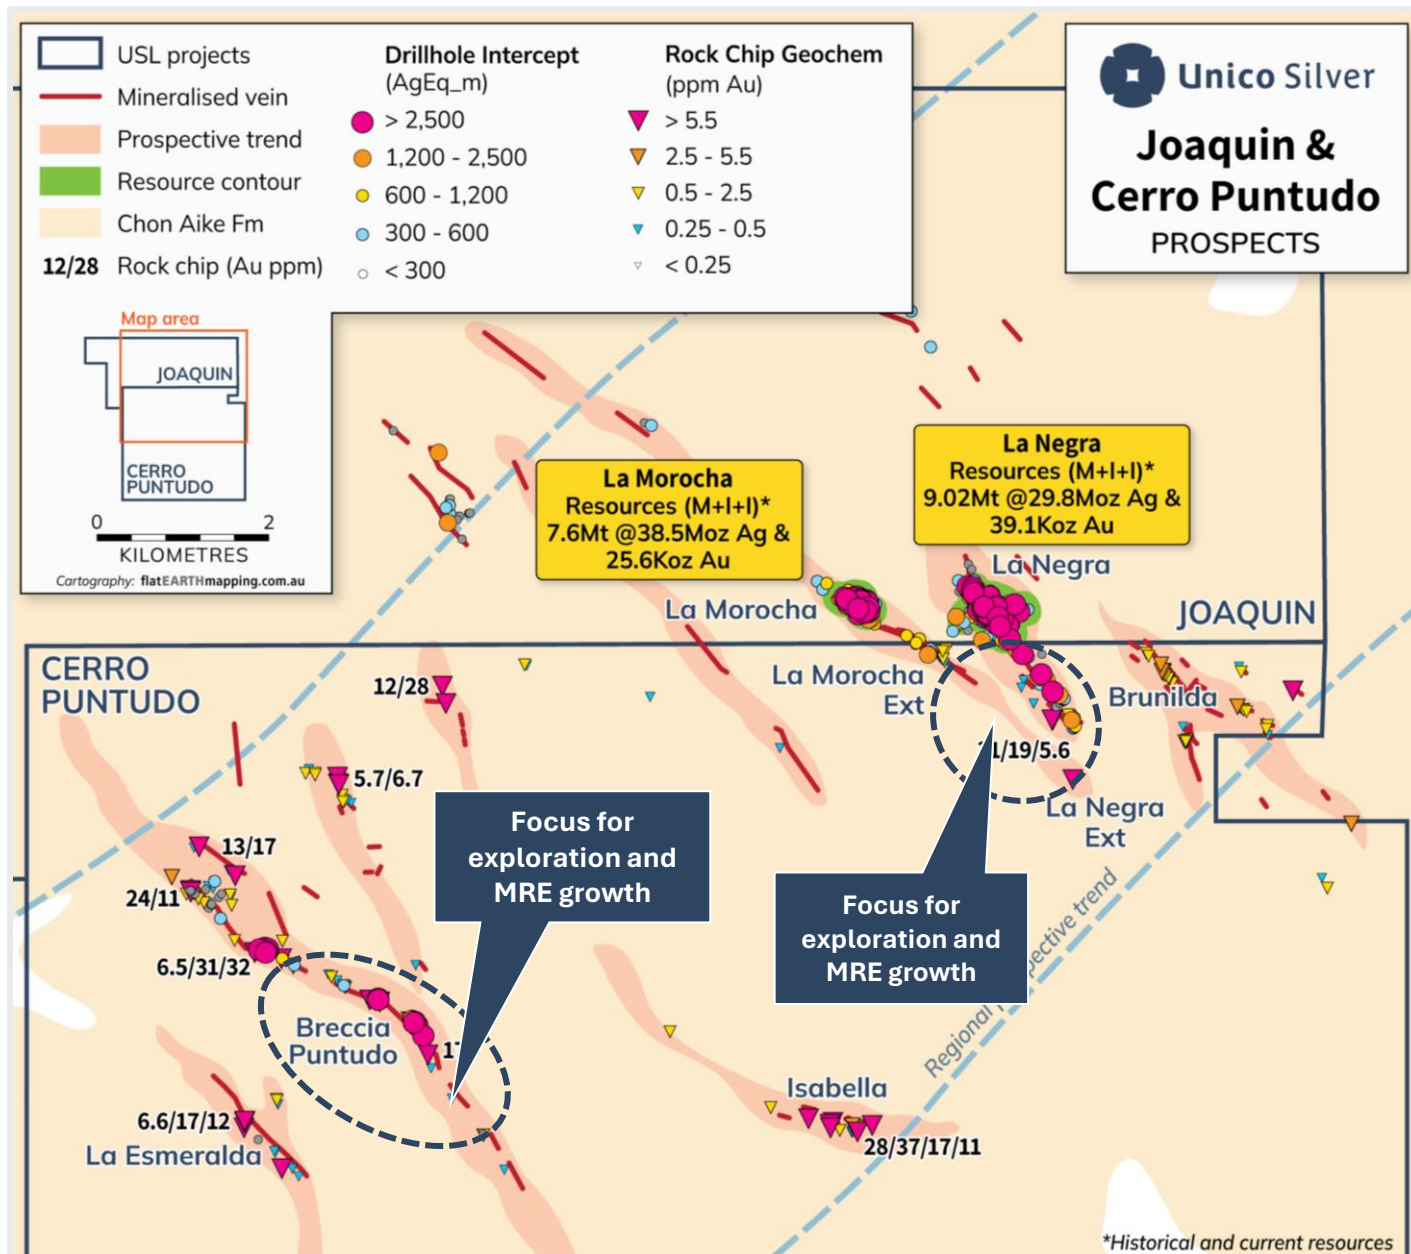 USL projects
Mineralised vein
Prospective trend
Resource contour
Chon Aike Fm
12/28 Rock chip (Au ppm)
Drillhole Intercept
(AgEq_m)
> 2,500
1,200 - 2,500
600 - 1,200
300 - 600
< 300
Rock Chip Geochem
(ppm Au)
> 5.5
2.5 - 5.5
0.5 - 2.5
0.25 - 0.5
< 0.25
Unico Silver
Joaquin &
Cerro Puntudo
PROSPECTS
Map area
JOAQUIN
CERRO
PUNTUDO
0 2
KILOMETRES
Cartography: flatEARTHmapping.com.au
La Morocha
Resources (M+I+I)*
7.6Mt @38.5Moz Ag &
25.6Koz Au
La Negra
Resources (M+I+I)*
9.02Mt @29.8Moz Ag &
39.1Koz Au
La Negra
La Morocha
JOAQUIN
CERRO
PUNTUDO
12/28
La Morocha
Ext
Brunilda
/19/5.6
5.7/6.7
La Negra
Ext
Focus for
exploration and
MRE growth
13/17
24/11
Focus for
exploration and
MRE growth
6.5/31/32
Regional
spective trend
Breccia
Puntudo
Isabella
6.6/17/12
28/37/17/11
La Esmeralda
*Historical and current resources